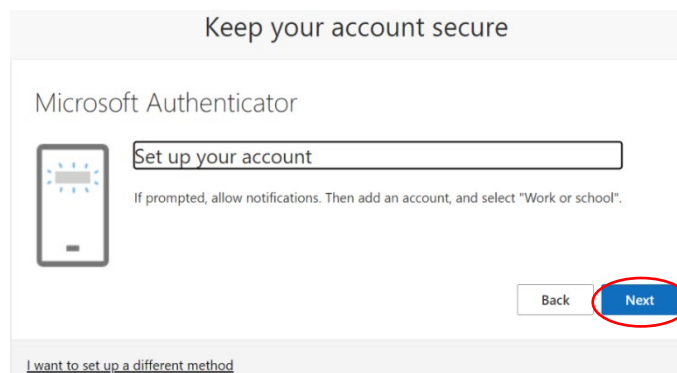 Keep your account secure
Microsoft Authenticator
Set up your account
If prompted, allow notifications. Then add an account, and select "Work or school".
Back Next
I want to set up a different method